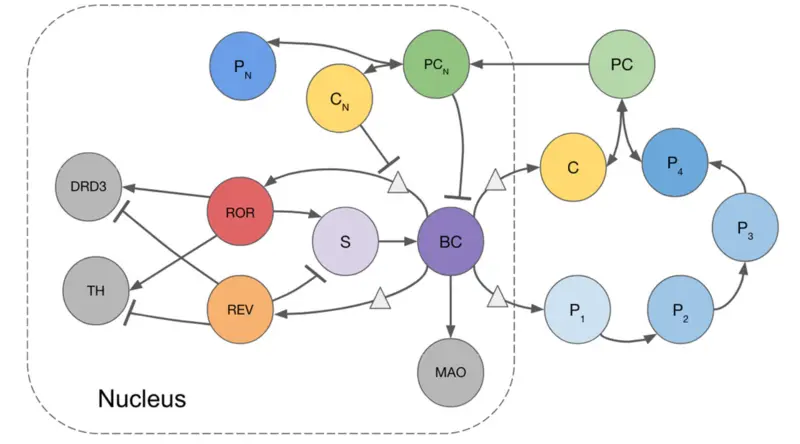 P_N
PC_N
PC
C_N
DRD3
ROR
S
BC
C
P_4
P_3
TH
REV
P_1
P_2
MAO
Nucleus